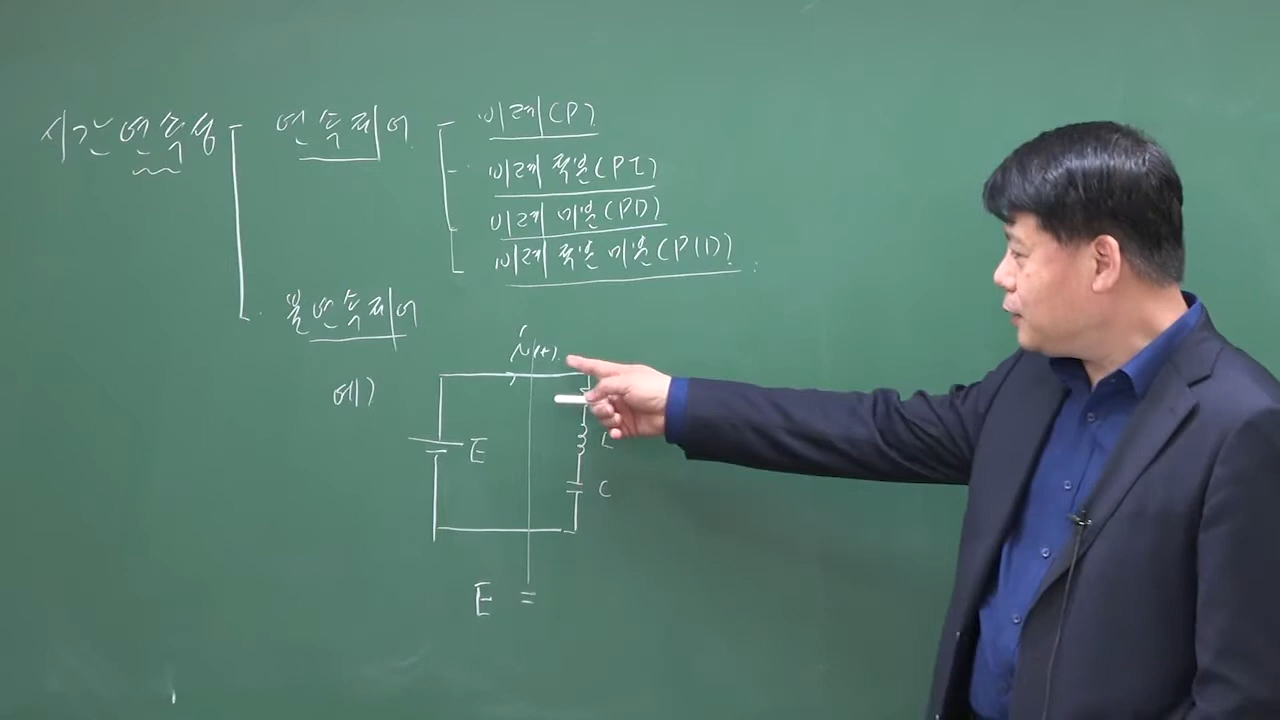 시간 연속성
연속제어
비례(P)
비례 적분(PI)
비례 미분(PD)
비례 적분 미분(PID)
불연속제어
예)
i(t)
E
L
C
E =